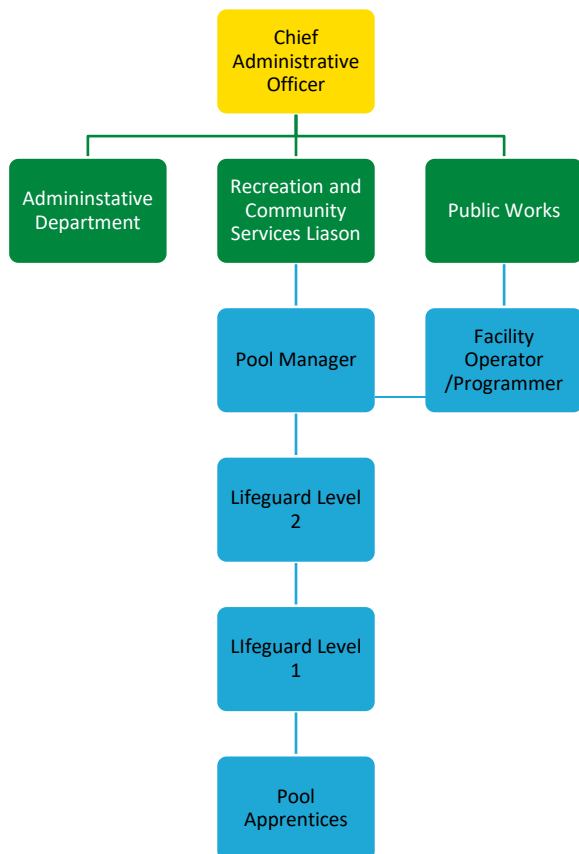 Chief
Administrative
Officer
Admininstative
Department
Recreation and
Community
Services Liason
Public Works
Pool Manager
Facility
Operator
/Programmer
Lifeguard Level
2
LIfeguard Level
1
Pool
Apprentices